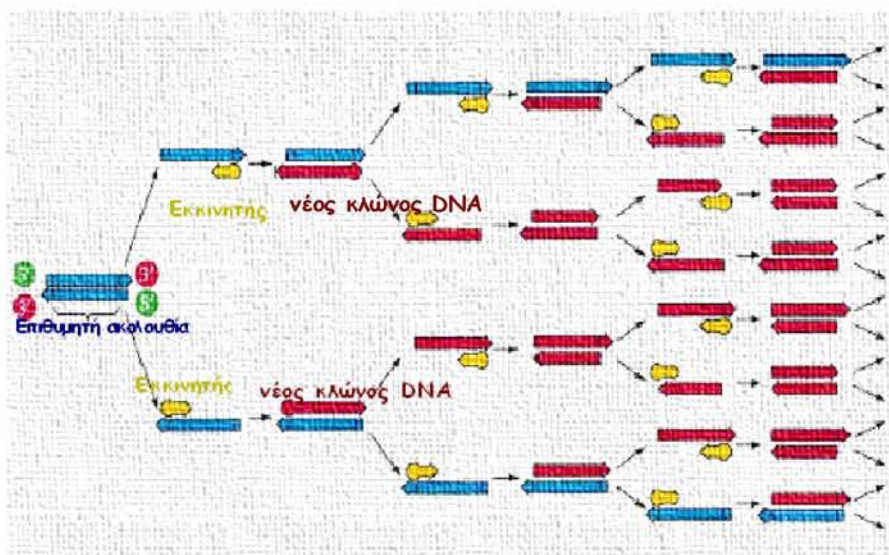 Εκκινητής
νέος κλώνος DNA
5' 3'
3' 5'
Επιθυμητή ακολουθία
Εκκινητής
νέος κλώνος DNA